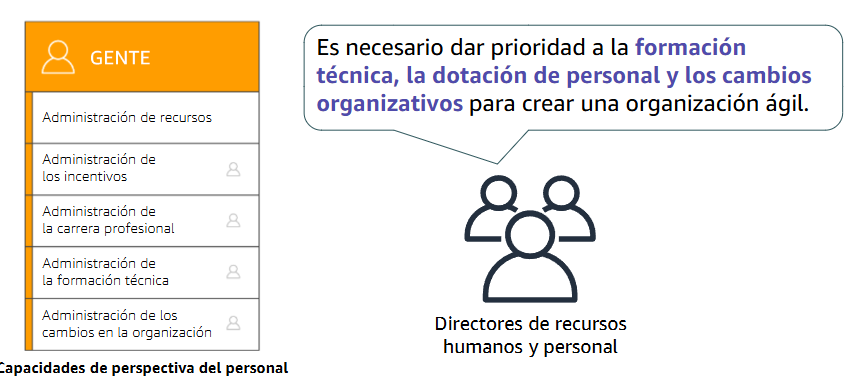 GENTE
Administración de recursos
Administración de
los incentivos
Administración de
la carrera profesional
Administración de
la formación técnica
Administración de los
cambios en la organización
Capacidades de perspectiva del personal
Es necesario dar prioridad a la formación
técnica, la dotación de personal y los cambios
organizativos para crear una organización ágil.
Directores de recursos
humanos y personal